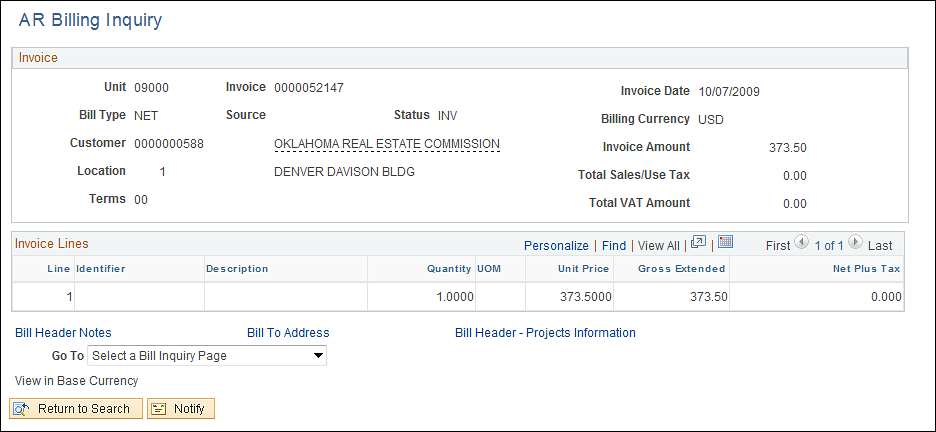 AR Billing Inquiry
Invoice
Unit 09000 Invoice 0000052147 Invoice Date 10/07/2009
Bill Type NET Source Status INV Billing Currency USD
Customer 0000000588 OKLAHOMA REAL ESTATE COMMISSION Invoice Amount 373.50
Location 1 DENVER DAVISON BLDG Total Sales/Use Tax 0.00
Terms 00 Total VAT Amount 0.00
Invoice Lines Personalize | Find | View All | | First 1 of 1 Last
Line Identifier Description Quantity UOM Unit Price Gross Extended Net Plus Tax
1 1.0000 373.5000 373.50 0.000
Bill Header Notes Bill To Address Bill Header - Projects Information
Go To Select a Bill Inquiry Page
View in Base Currency
Return to Search Notify